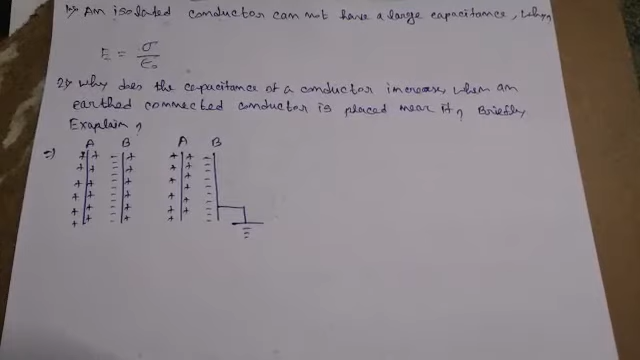 1) An isolated conductor can not have a large capacitance, why?
E = σ/ε₀
2) Why does the capacitance of a conductor increase, when an
earthed connected conductor is placed near it? Briefly
Exaplain?
A B A B